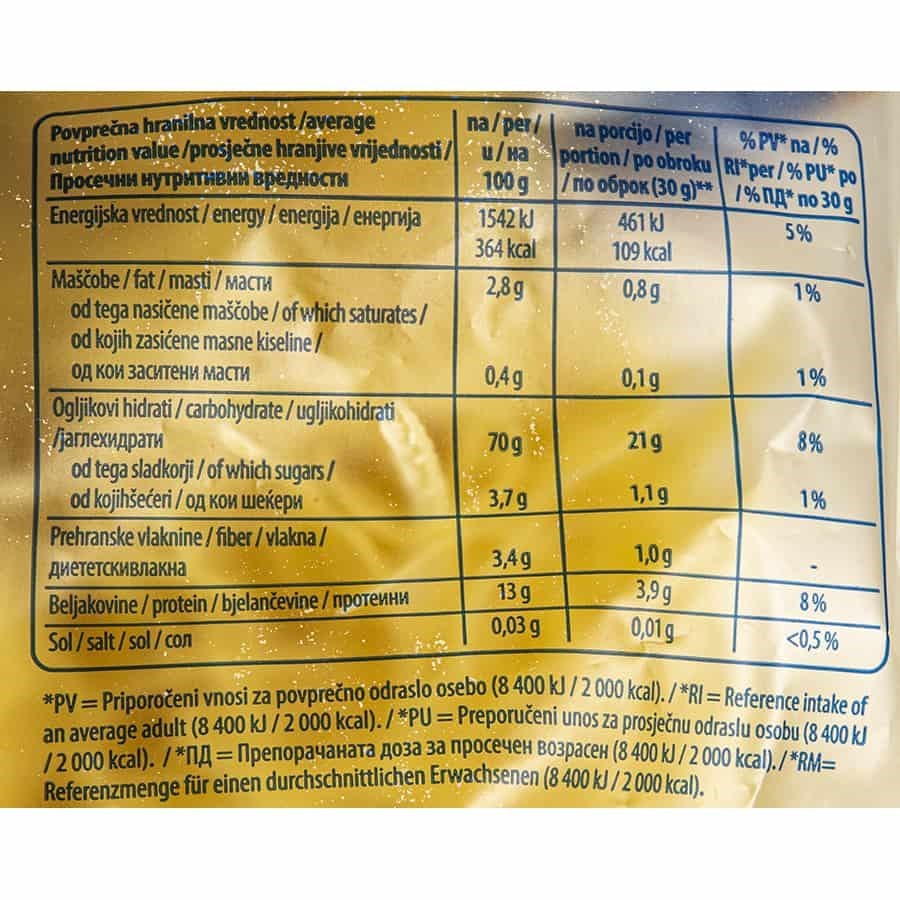 Povprečna hranilna vrednost /average na / per / na porcijo / per % PV* na / %
nutrition value /prosječne hranjive vrijednosti / u / на portion / po obroku RI*per / % PU* po
Просечни нутритивни вредности 100 g / по оброк (30 g)** / % ПД* по 30 g
Energijska vrednost / energy / energija / енергија 1542 kJ 461 kJ 5%
364 kcal 109 kcal
Maščobe / fat / masti / масти 2,8 g 0,8 g 1%
od tega nasičene maščobe / of which saturates /
od kojih zasićene masne kiseline /
од кои заситени масти 0,4 g 0,1 g 1%
Ogljikovi hidrati / carbohydrate / ugljikohidrati
/јаглехидрати 70 g 21 g 8%
od tega sladkorji / of which sugars /
od kojihšećeri / од кои шеќери 3,7 g 1,1 g 1%
Prehranske vlaknine / fiber / vlakna /
диететскивлакна 3,4 g 1,0 g -
Beljakovine / protein / bjelančevine / протеини 13 g 3,9 g 8%
Sol / salt / sol / сол 0,03 g 0,01 g <0,5 %
*PV = Priporočeni vnosi za povprečno odraslo osebo (8 400 kJ / 2 000 kcal). / *RI = Reference intake of
an average adult (8 400 kJ / 2 000 kcal). / *PU = Preporučeni unos za prosječnu odraslu osobu (8 400 kJ
/ 2 000 kcal). / *ПД = Препорачаната доза за просечен возрасен (8 400 kJ / 2 000 kcal). / *RM=
Referenzmenge für einen durchschnittlichen Erwachsenen (8 400 kJ / 2 000 kcal).